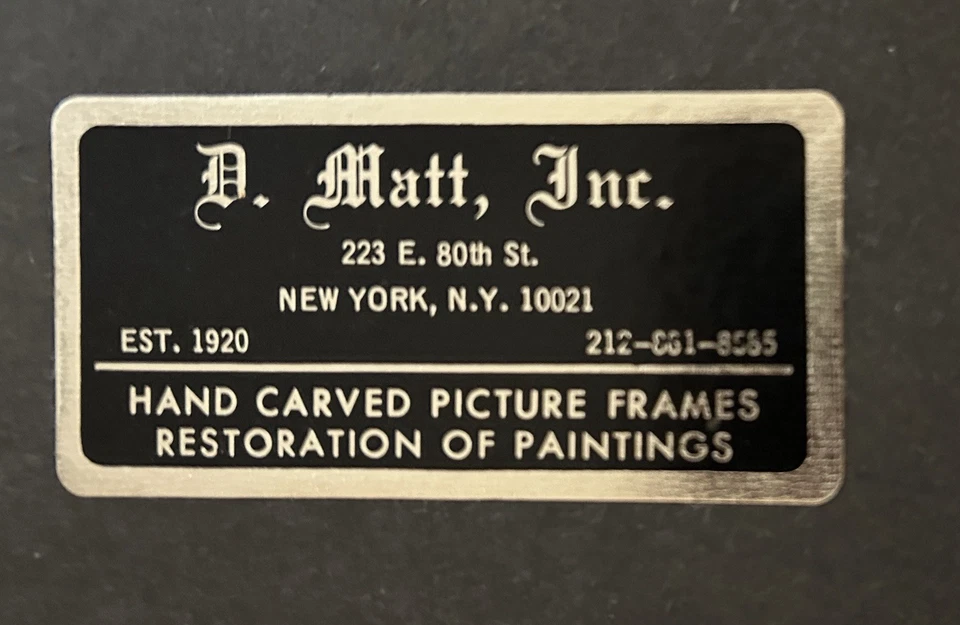 D. Matt, Inc.
223 E. 80th St.
NEW YORK, N.Y. 10021
EST. 1920
HAND CARVED PICTURE FRAMES
RESTORATION OF PAINTINGS